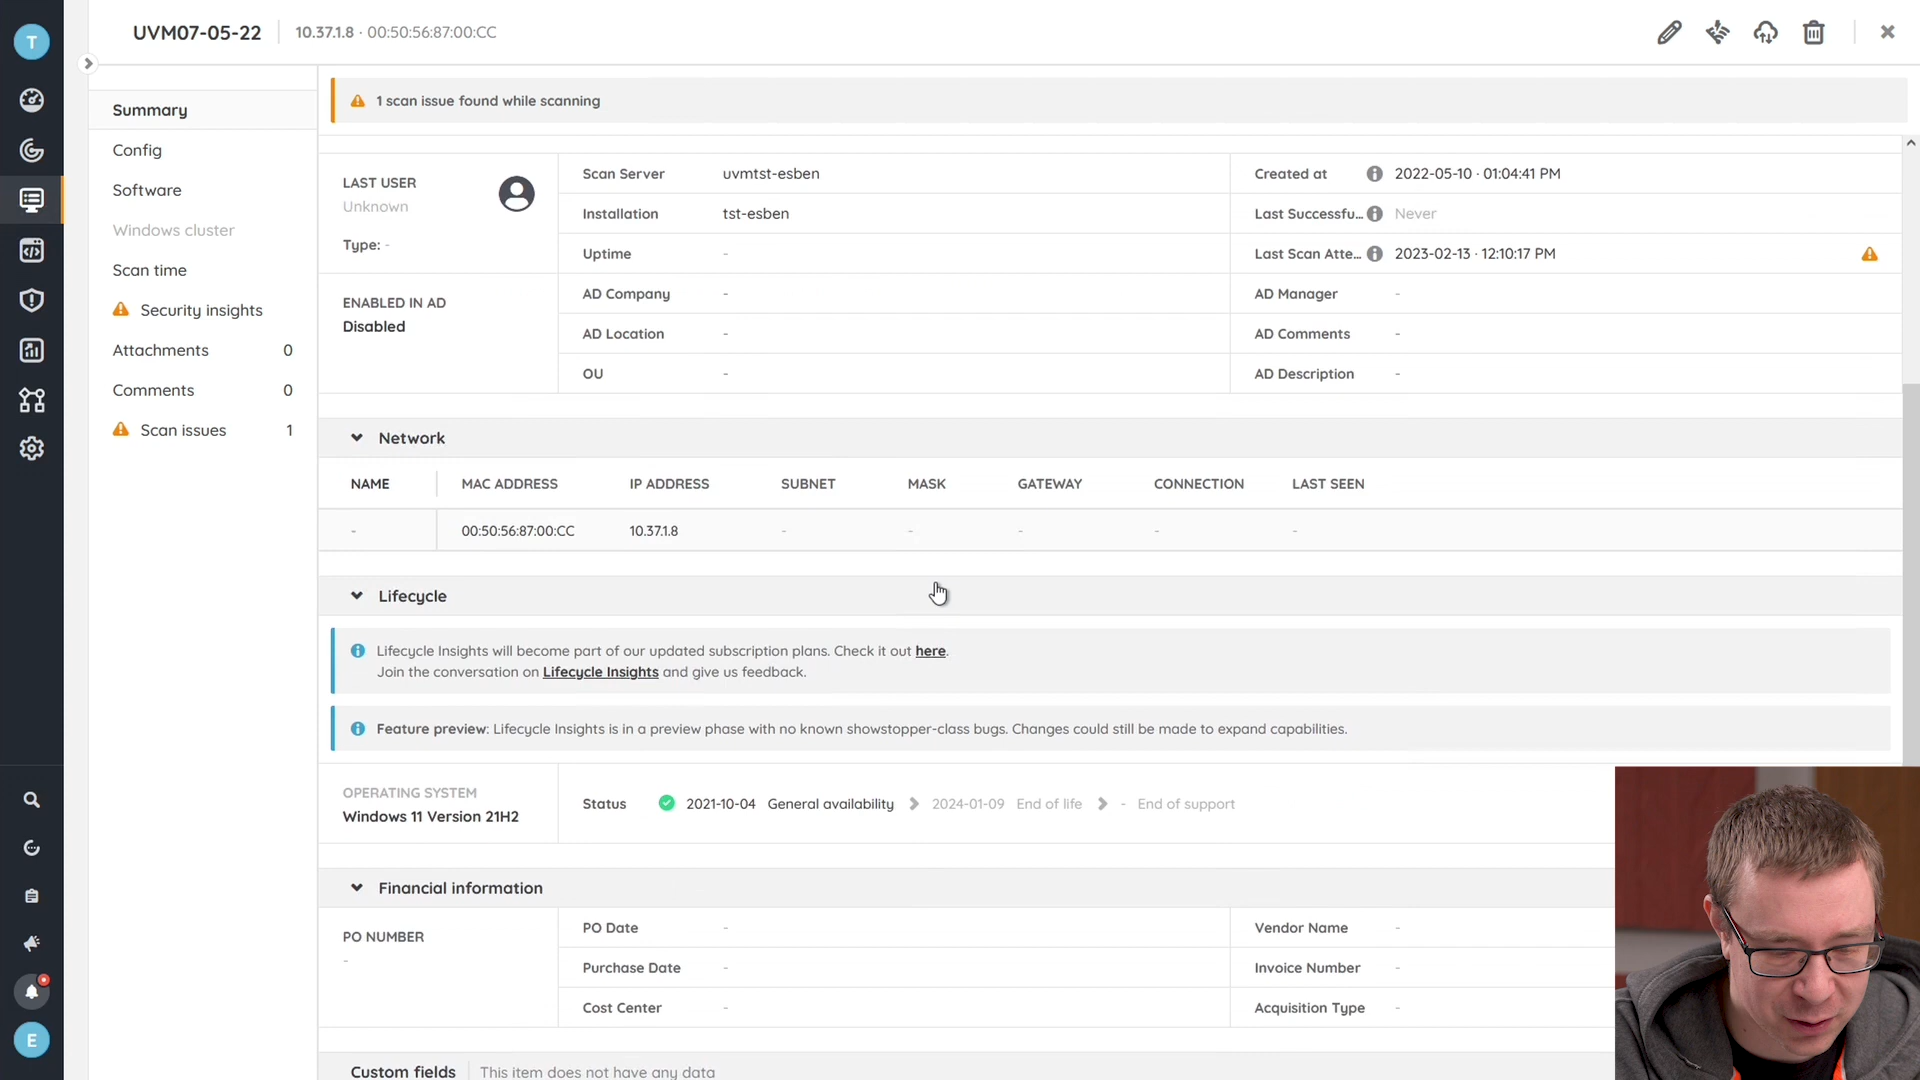 T
UVM07-05-22
10.37.1.8 · 00:50:56:87:00:CC
Summary
Config
Software
Windows cluster
Scan time
Security insights
Attachments 0
Comments 0
Scan issues 1
1 scan issue found while scanning
LAST USER
Unknown
Type: -
ENABLED IN AD
Disabled
Scan Server uvmtst-esben
Installation tst-esben
Uptime -
AD Company -
AD Location -
OU -
Created at 2022-05-10 · 01:04:41 PM
Last Successfu... Never
Last Scan Atte... 2023-02-13 · 12:10:17 PM
AD Manager -
AD Comments -
AD Description -
Network
NAME MAC ADDRESS IP ADDRESS SUBNET MASK GATEWAY CONNECTION LAST SEEN
- 00:50:56:87:00:CC 10.37.1.8 - - - - -
Lifecycle
Lifecycle Insights will become part of our updated subscription plans. Check it out here.
Join the conversation on Lifecycle Insights and give us feedback.
Feature preview: Lifecycle Insights is in a preview phase with no known showstopper-class bugs. Changes could still be made to expand capabilities.
OPERATING SYSTEM
Windows 11 Version 21H2
Status 2021-10-04 General availability 2024-01-09 End of life - End of support
Financial information
PO NUMBER
-
PO Date -
Purchase Date -
Cost Center -
Vendor Name -
Invoice Number -
Acquisition Type -
Custom fields This item does not have any data
E